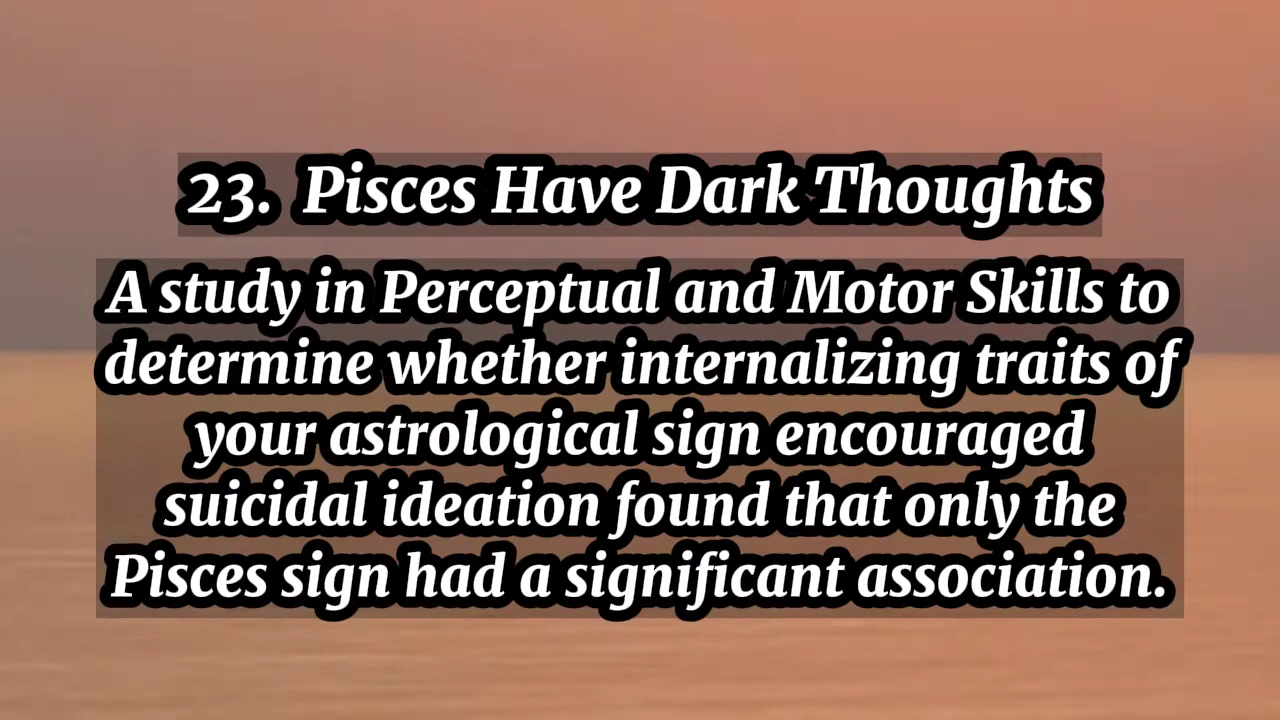 23. Pisces Have Dark Thoughts
A study in Perceptual and Motor Skills to
determine whether internalizing traits of
your astrological sign encouraged
suicidal ideation found that only the
Pisces sign had a significant association.